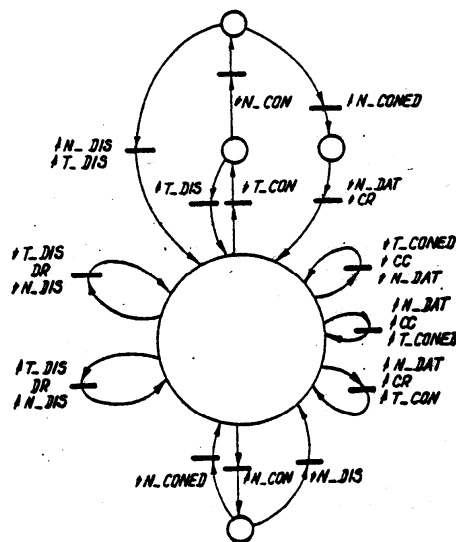 ↓N_CON
↑N_CONED
↑N_DIS
↑T_DIS
↓T_DIS
↓T_CON
↓N_DAT
↓CR
↓T_DIS
DR
↓N_DIS
↓T_CONED
↓CC
↓N_DAT
↑N_DAT
↑CC
↑T_CONED
↑T_DIS
DR
↑N_DIS
↑N_DAT
↑CR
↑T_CON
↓N_CONED
↑N_CON
↓N_DIS